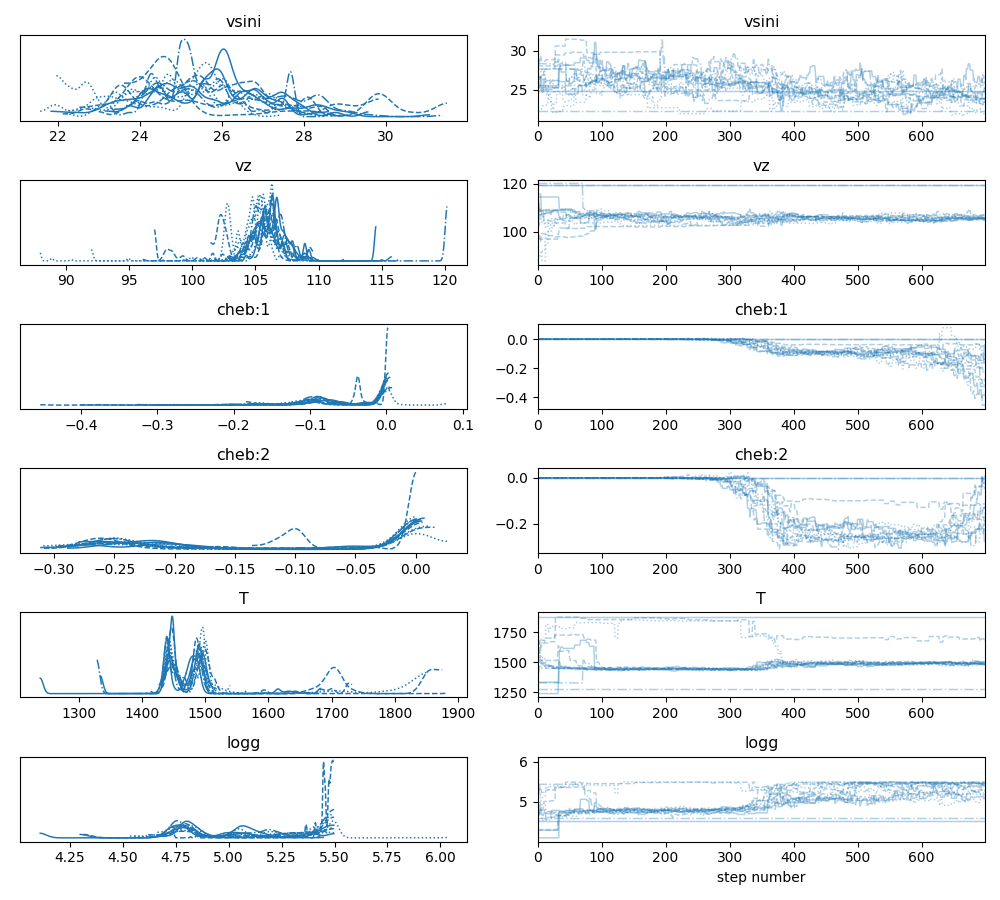 vsini
vsini
30
25
22 24 26 28 30
0 100 200 300 400 500 600
vz
vz
120
100
90 95 100 105 110 115 120
0 100 200 300 400 500 600
cheb:1
cheb:1
0.0
−0.2
−0.4
−0.4 −0.3 −0.2 −0.1 0.0 0.1
0 100 200 300 400 500 600
cheb:2
cheb:2
0.0
−0.2
−0.30 −0.25 −0.20 −0.15 −0.10 −0.05 0.00
0 100 200 300 400 500 600
T
T
1750
1500
1250
1300 1400 1500 1600 1700 1800 1900
0 100 200 300 400 500 600
logg
logg
6
5
4.25 4.50 4.75 5.00 5.25 5.50 5.75 6.00
0 100 200 300 400 500 600
step number